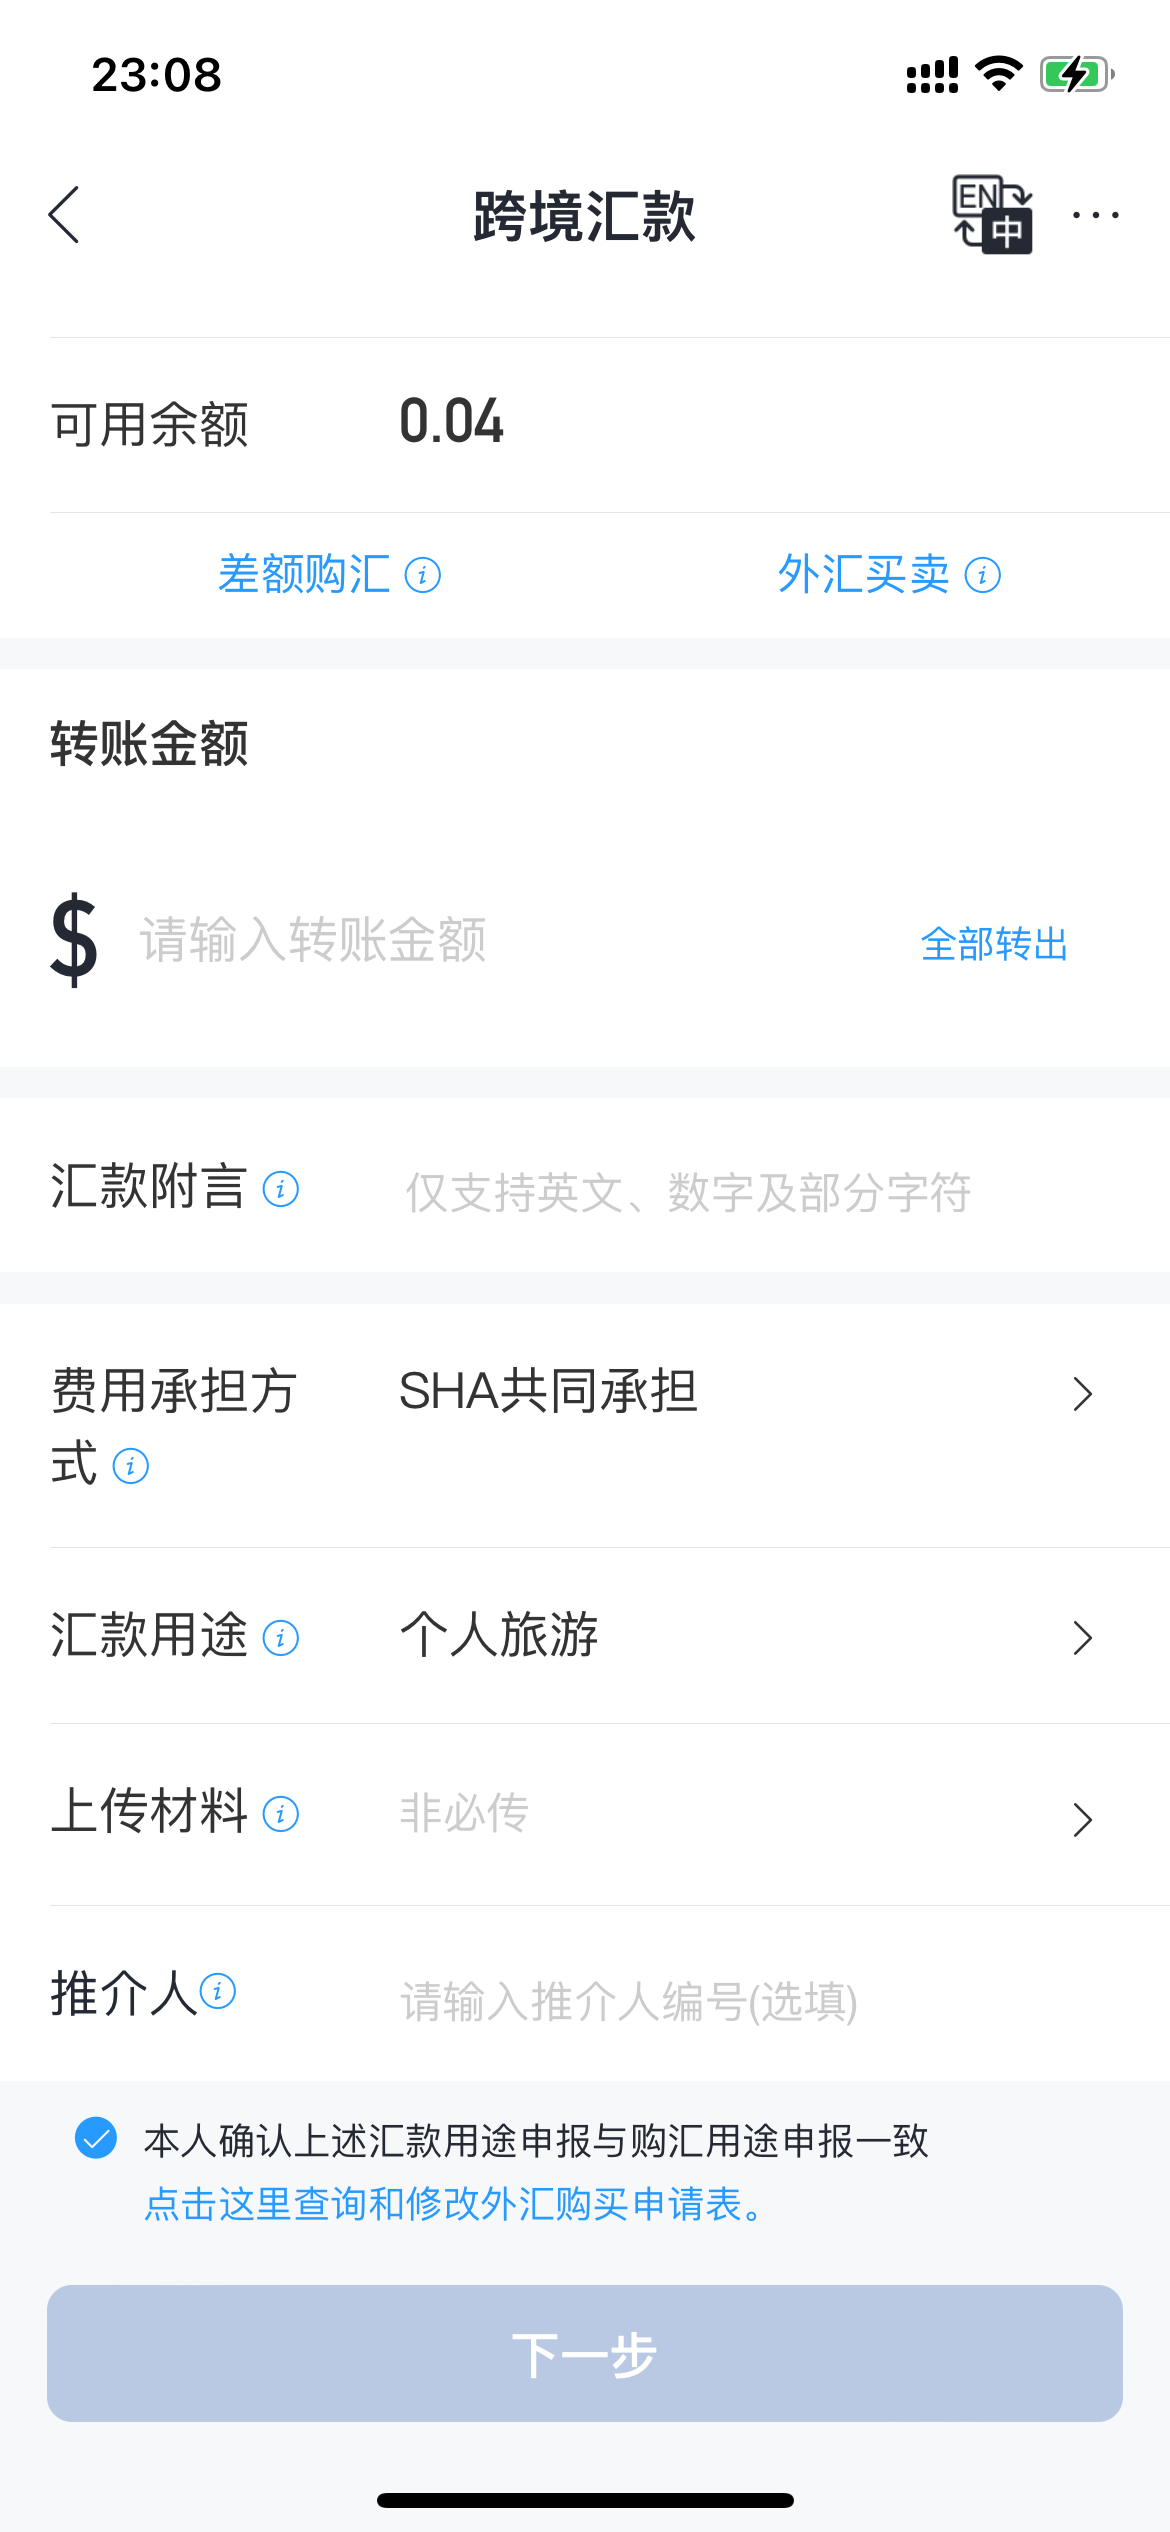 23:08
跨境汇款
EN
中
可用余额 0.04
差额购汇 i 外汇买卖 i
转账金额
$ 请输入转账金额 全部转出
汇款附言 i 仅支持英文、数字及部分字符
费用承担方 SHA共同承担
式 i
汇款用途 i 个人旅游
上传材料 i 非必传
推介人 i 请输入推介人编号(选填)
本人确认上述汇款用途申报与购汇用途申报一致
点击这里查询和修改外汇购买申请表。
下一步